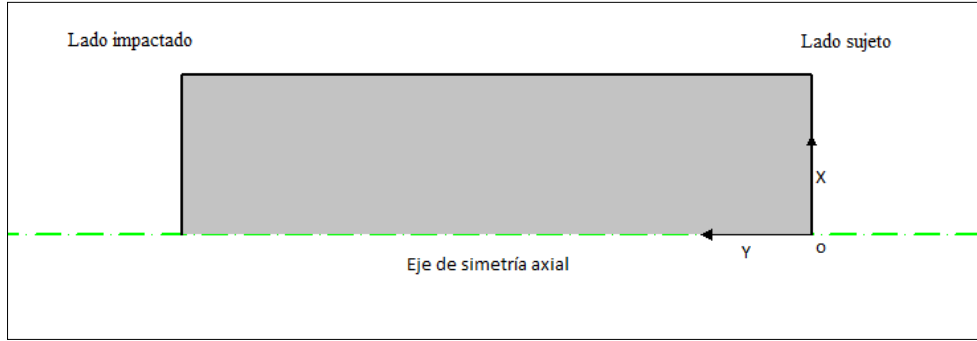 Lado impactado
Lado sujeto
X
Y
O
Eje de simetría axial